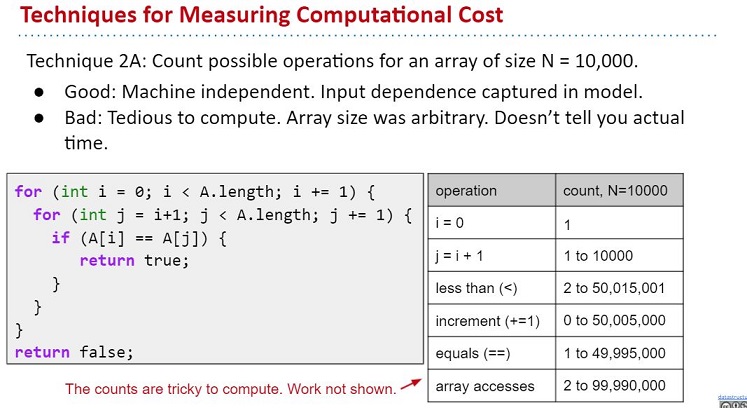 Techniques for Measuring Computational Cost
Technique 2A: Count possible operations for an array of size N = 10,000.
● Good: Machine independent. Input dependence captured in model.
● Bad: Tedious to compute. Array size was arbitrary. Doesn't tell you actual
time.
for (int i = 0; i < A.length; i += 1) {
for (int j = i+1; j < A.length; j += 1) {
if (A[i] == A[j]) {
return true;
}
}
}
return false;
operation count, N=10000
i = 0 1
j = i + 1 1 to 10000
less than (<) 2 to 50,015,001
increment (+=1) 0 to 50,005,000
equals (==) 1 to 49,995,000
array accesses 2 to 99,990,000
The counts are tricky to compute. Work not shown.